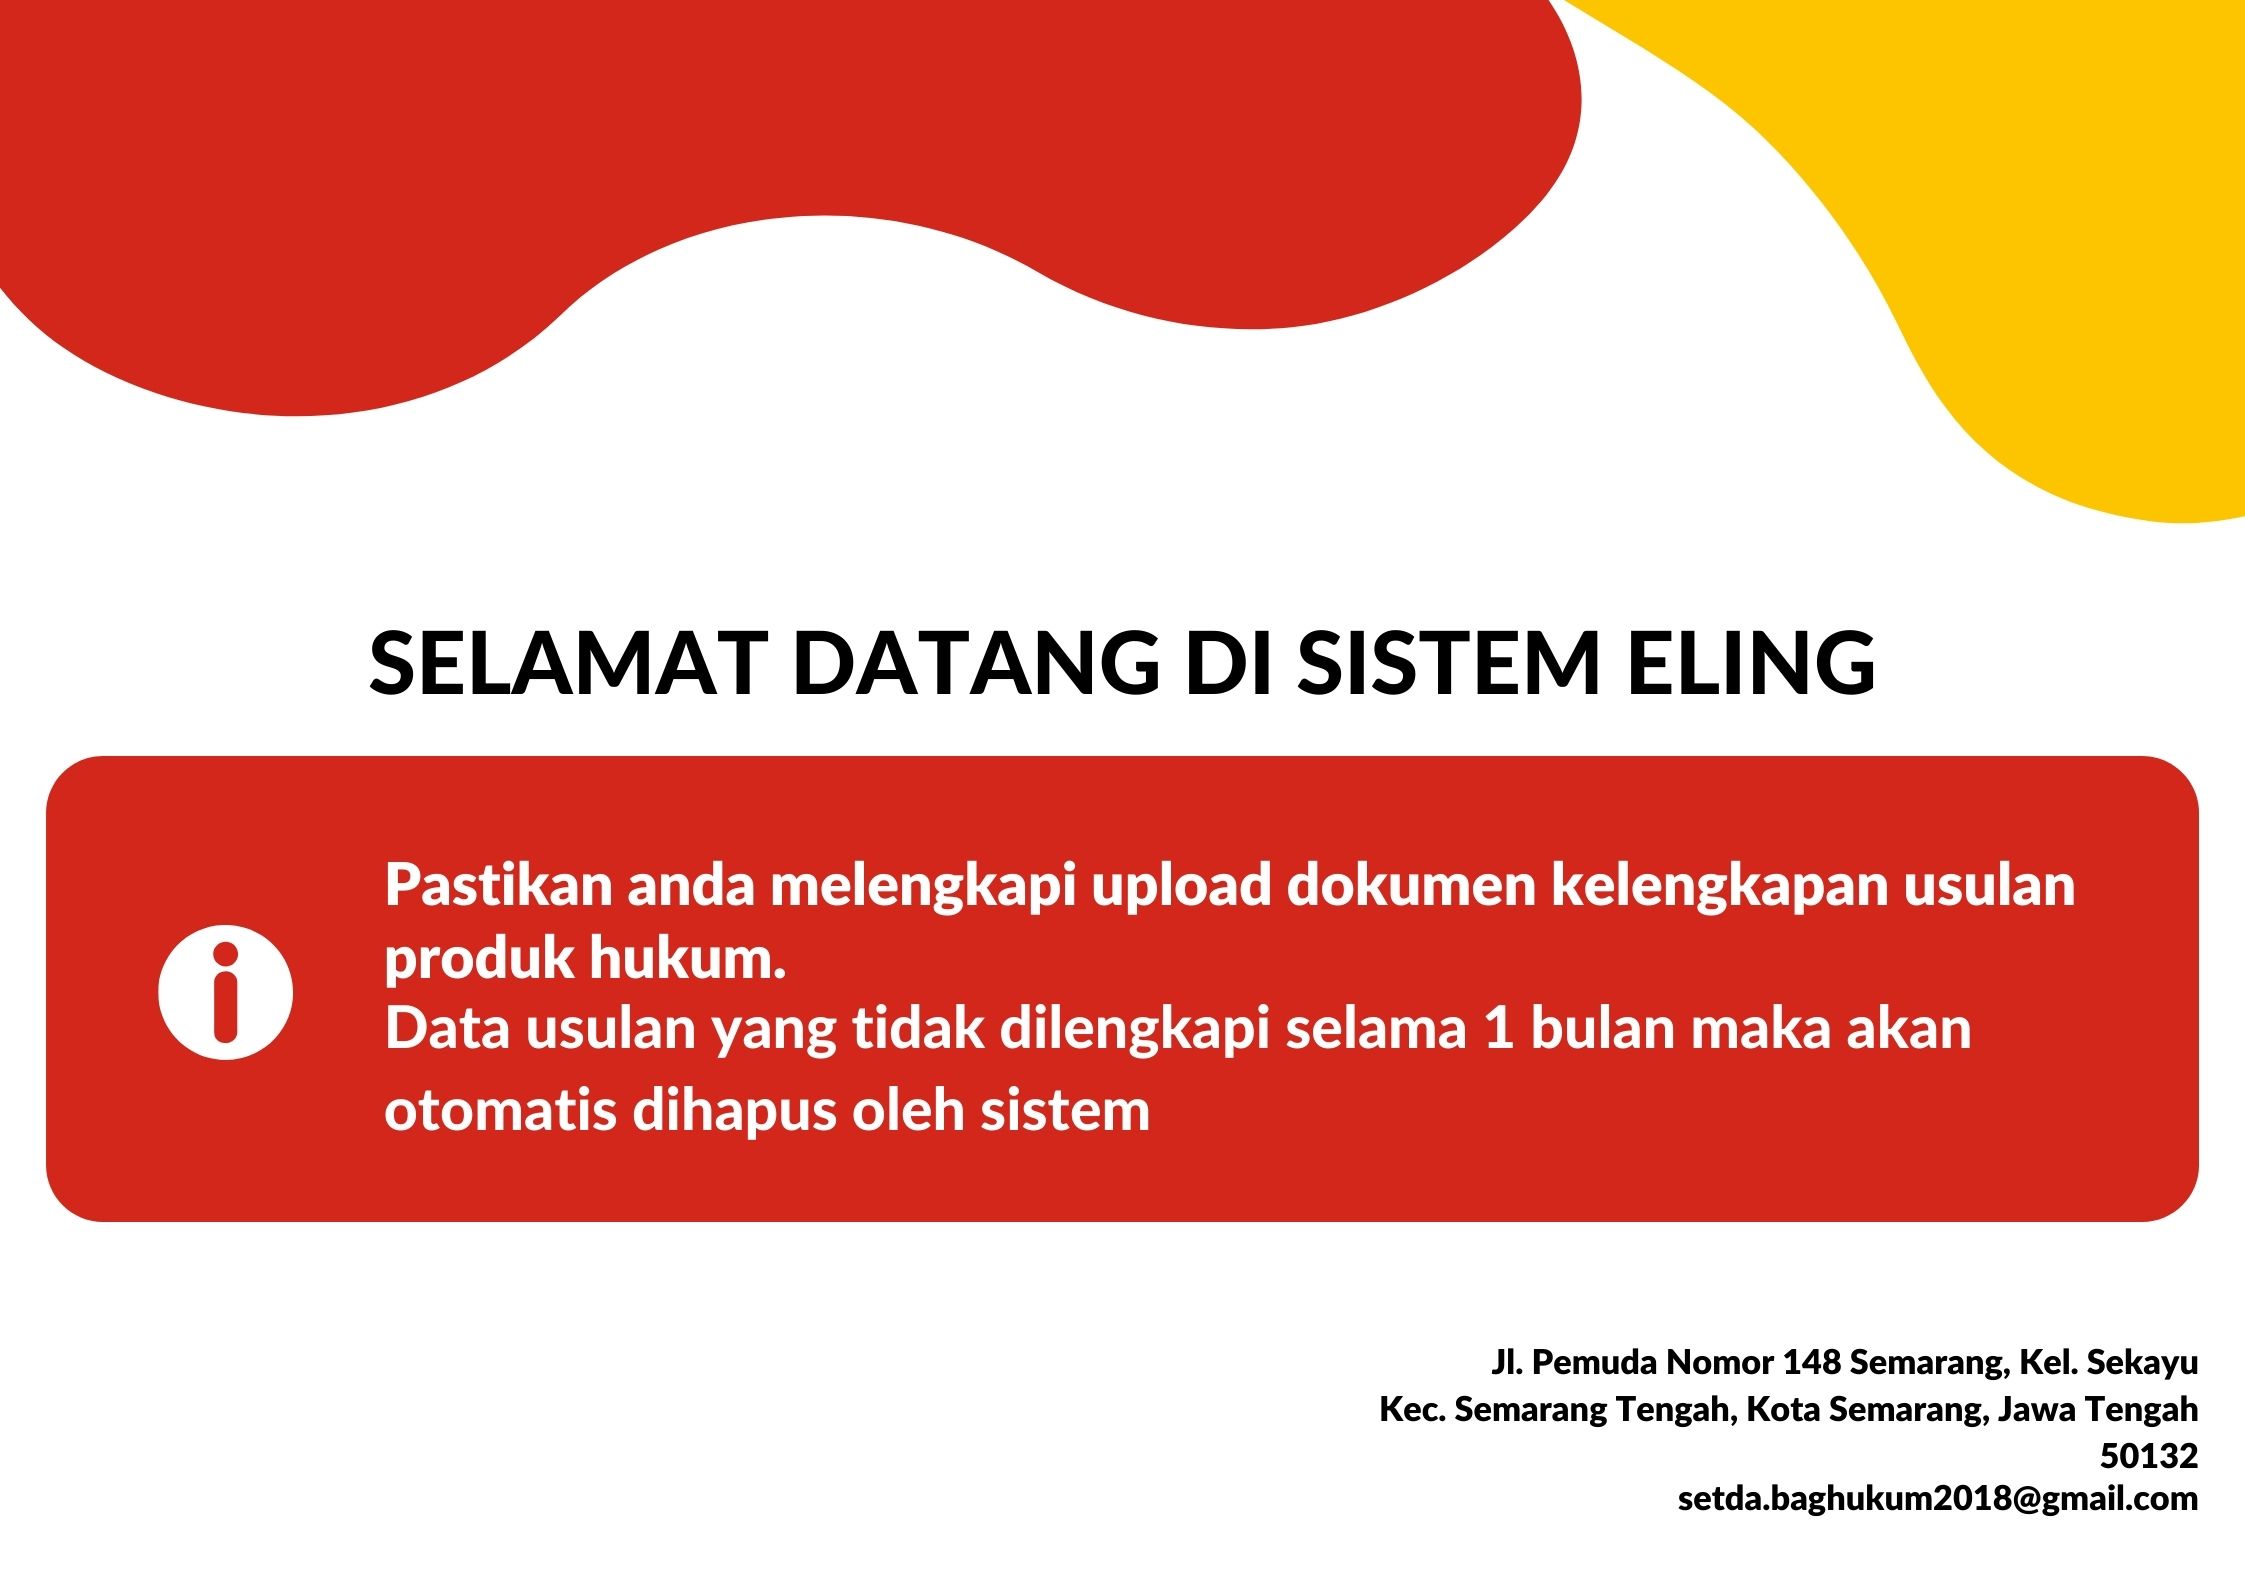 SELAMAT DATANG DI SISTEM ELING
Pastikan anda melengkapi upload dokumen kelengkapan usulan
produk hukum.
Data usulan yang tidak dilengkapi selama 1 bulan maka akan
otomatis dihapus oleh sistem
Jl. Pemuda Nomor 148 Semarang, Kel. Sekayu
Kec. Semarang Tengah, Kota Semarang, Jawa Tengah
50132
setda.baghukum2018@gmail.com